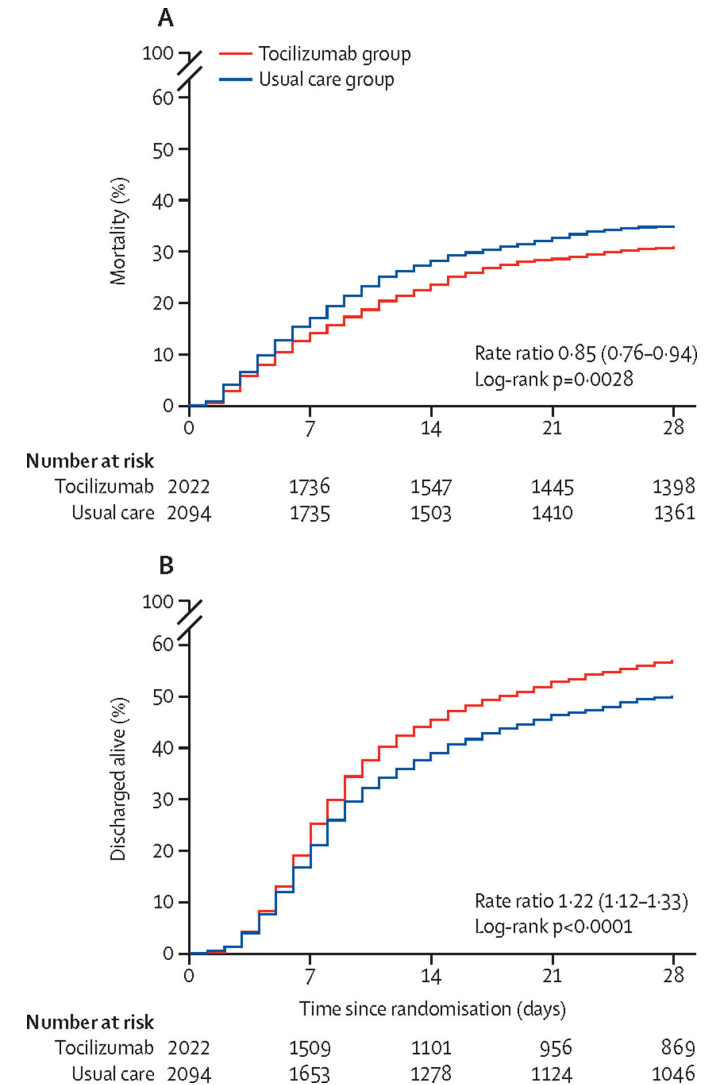 A
100
60
50
40
30
20
10
0
Mortality (%)
Tocilizumab group
Usual care group
Rate ratio 0·85 (0·76–0·94)
Log-rank p=0·0028
0 7 14 21 28
Number at risk
Tocilizumab 2022 1736 1547 1445 1398
Usual care 2094 1735 1503 1410 1361
B
100
60
50
40
30
20
10
0
Discharged alive (%)
Rate ratio 1·22 (1·12–1·33)
Log-rank p<0·0001
0 7 14 21 28
Time since randomisation (days)
Number at risk
Tocilizumab 2022 1509 1101 956 869
Usual care 2094 1653 1278 1124 1046